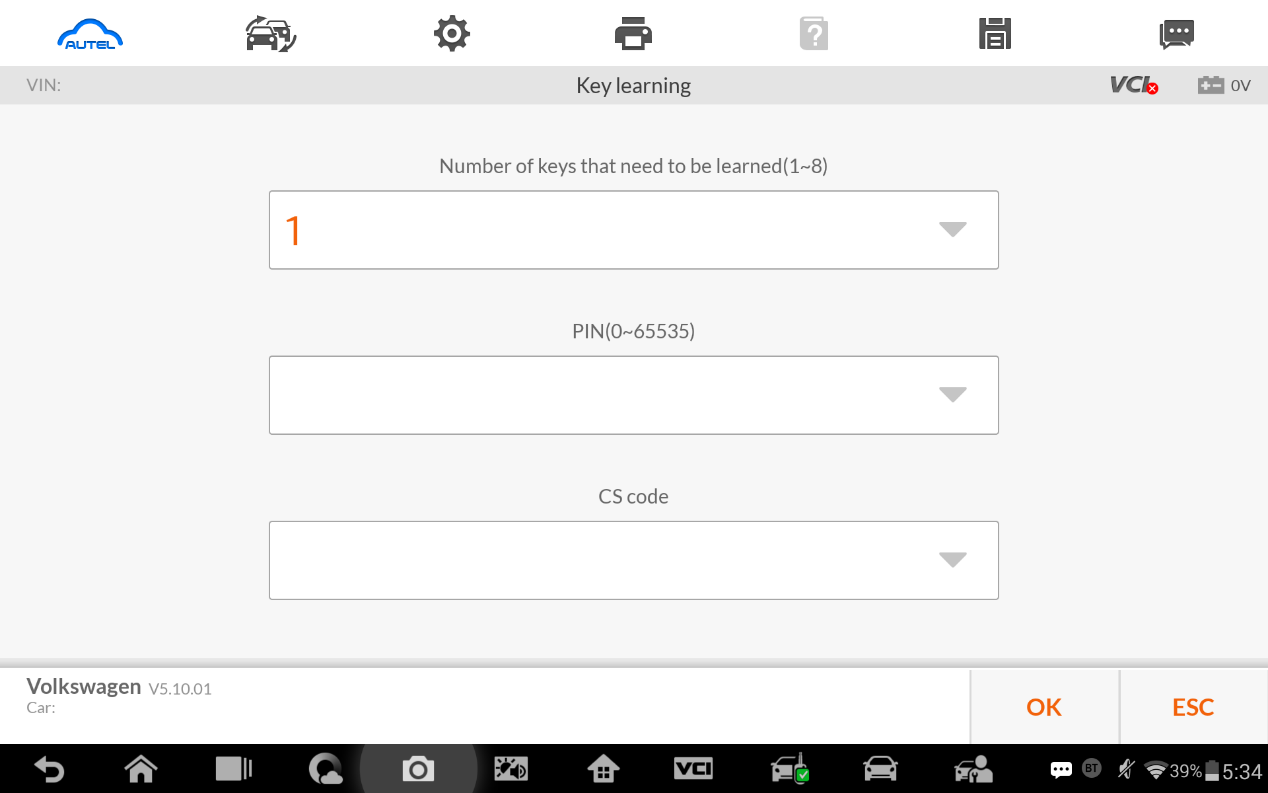 AUTEL
VIN:
Key learning
VCI
0V
Number of keys that need to be learned(1~8)
1
PIN(0~65535)
CS code
Volkswagen V5.10.01
Car:
OK
ESC
VCI
BT
39%
5:34